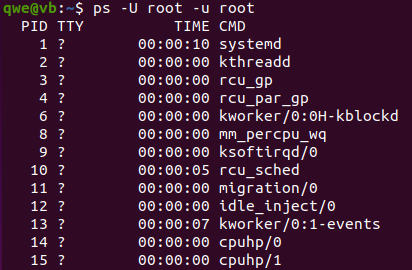 qwe@vb:~$ ps -U root -u root
PID TTY TIME CMD
1 ? 00:00:10 systemd
2 ? 00:00:00 kthreadd
3 ? 00:00:00 rcu_gp
4 ? 00:00:00 rcu_par_gp
6 ? 00:00:00 kworker/0:0H-kblockd
8 ? 00:00:00 mm_percpu_wq
9 ? 00:00:00 ksoftirqd/0
10 ? 00:00:05 rcu_sched
11 ? 00:00:00 migration/0
12 ? 00:00:00 idle_inject/0
13 ? 00:00:07 kworker/0:1-events
14 ? 00:00:00 cpuhp/0
15 ? 00:00:00 cpuhp/1